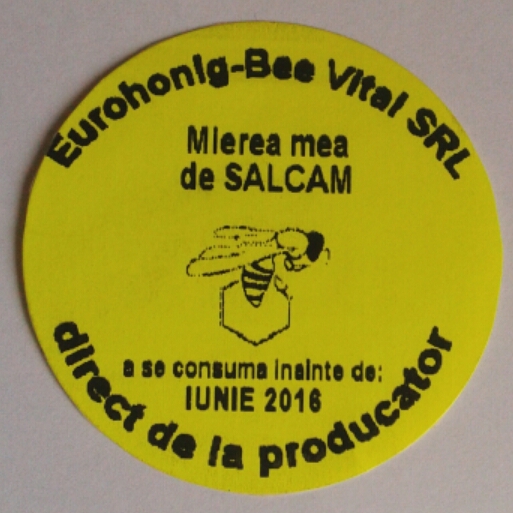 Eurohonig-Bee Vital SRL
Mierea mea
de SALCAM
a se consuma inainte de:
IUNIE 2016
direct de la producator